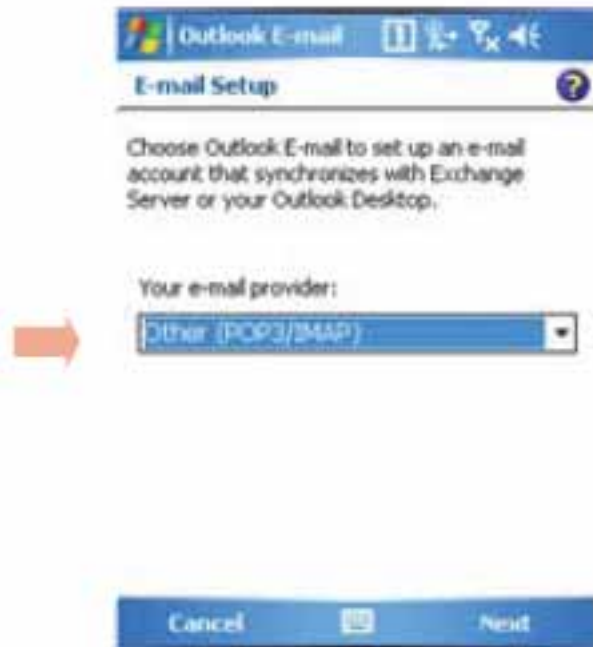 Outlook E-mail
E-mail Setup
Choose Outlook E-mail to set up an e-mail
account that synchronizes with Exchange
Server or your Outlook Desktop.
Your e-mail provider:
Other (POP3/IMAP)
Cancel Next